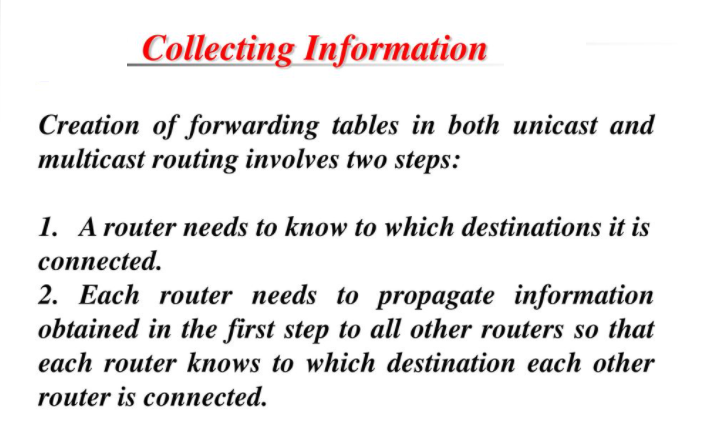 Collecting Information
Creation of forwarding tables in both unicast and
multicast routing involves two steps:
1. A router needs to know to which destinations it is
connected.
2. Each router needs to propagate information
obtained in the first step to all other routers so that
each router knows to which destination each other
router is connected.